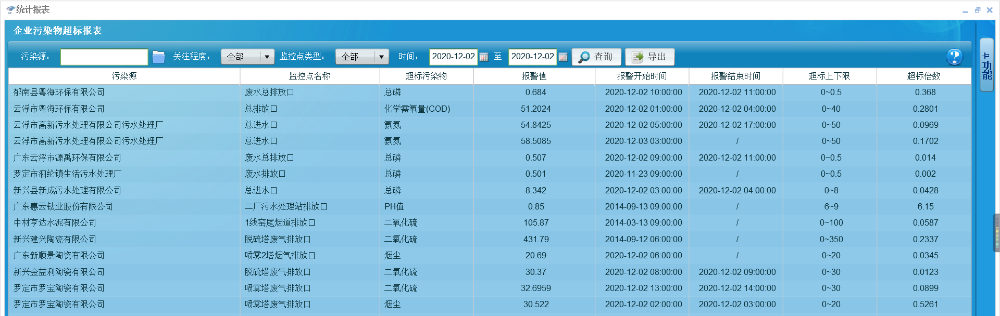 统计报表
企业污染物超标报表
污染源： 关注程度： 全部 监控点类型： 全部 时间： 2020-12-02 至 2020-12-02 查询 导出
功能
污染源 监控点名称 超标污染物 报警值 报警开始时间 报警结束时间 超标上下限 超标倍数
郁南县粤海环保有限公司 废水总排放口 总磷 0.684 2020-12-02 10:00:00 2020-12-02 11:00:00 0~0.5 0.368
云浮市粤海环保有限公司 总排放口 化学需氧量(COD) 51.2024 2020-12-02 01:00:00 2020-12-02 04:00:00 0~40 0.2801
云浮市高新污水处理有限公司污水处理厂 总进水口 氨氮 54.8425 2020-12-02 05:00:00 2020-12-02 17:00:00 0~50 0.0969
云浮市高新污水处理有限公司污水处理厂 总进水口 氨氮 58.5085 2020-12-03 03:00:00 / 0~50 0.1702
广东云浮市源禹环保有限公司 废水总排放口 总磷 0.507 2020-12-02 09:00:00 2020-12-02 11:00:00 0~0.5 0.014
罗定市泗纶镇生活污水处理厂 废水排放口 总磷 0.501 2020-11-23 09:00:00 / 0~0.5 0.002
新兴县新成污水处理有限公司 总进水口 总磷 8.342 2020-12-02 03:00:00 2020-12-02 04:00:00 0~8 0.0428
广东惠云钛业股份有限公司 二厂污水处理站排放口 PH值 0.85 2014-09-13 09:00:00 / 6~9 6.15
中材亨达水泥有限公司 1线窑尾烟道排放口 二氧化硫 105.87 2014-03-13 09:00:00 / 0~100 0.0587
新兴建兴陶瓷有限公司 脱硫塔废气排放口 二氧化硫 431.79 2014-09-12 06:00:00 / 0~350 0.2337
广东新顺景陶瓷有限公司 喷雾2塔烟气排放口 烟尘 20.69 2020-12-02 06:00:00 / 0~20 0.0345
新兴金益利陶瓷有限公司 脱硫塔废气排放口 二氧化硫 30.37 2020-12-02 08:00:00 2020-12-02 09:00:00 0~30 0.0123
罗定市罗宝陶瓷有限公司 喷雾塔废气排放口 二氧化硫 32.6959 2020-12-02 13:00:00 2020-12-02 14:00:00 0~30 0.0899
罗定市罗宝陶瓷有限公司 喷雾塔废气排放口 烟尘 30.522 2020-12-02 02:00:00 2020-12-02 03:00:00 0~20 0.5261